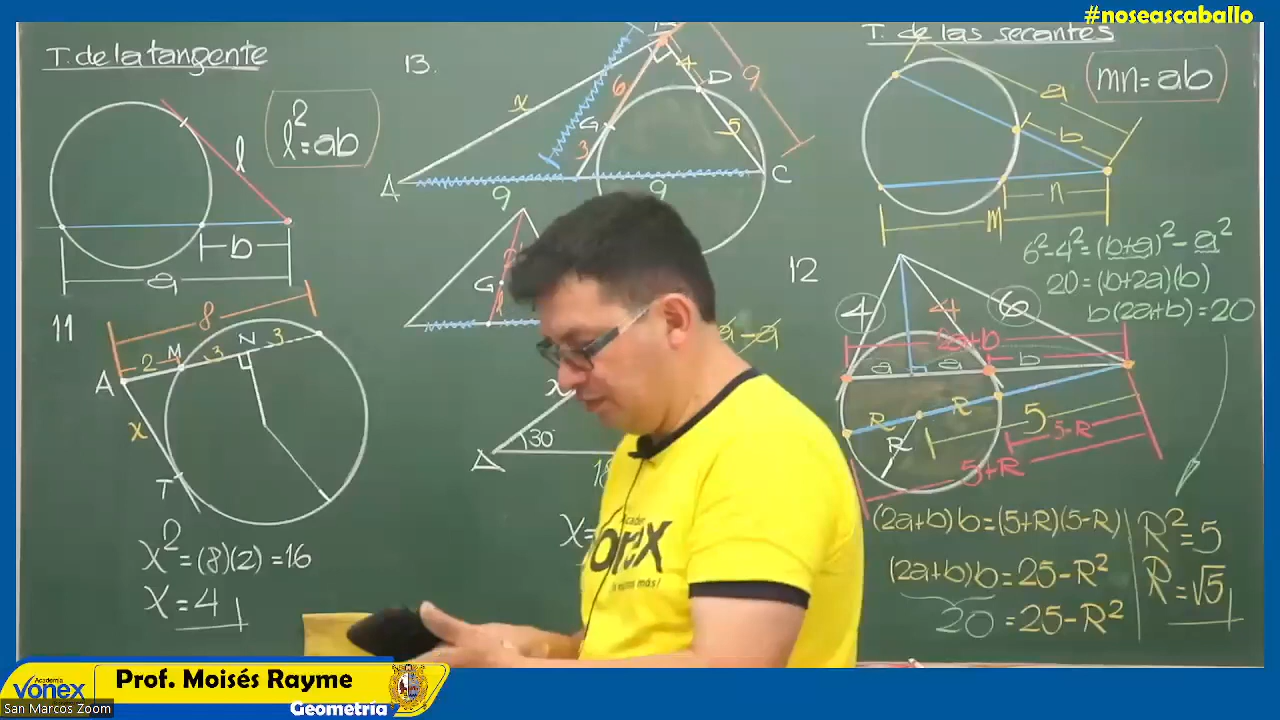 #noseascaballo
T. de la tangente
l²=ab
l
b
a
11
8
2
M
3
N
3
A
x
T
x²=(8)(2)=16
x=4
13.
x
6
4
D
9
G
3
5
A
C
9
9
G
30°
T. de las secantes
mn=ab
a
b
n
m
12
6²-4²=(b+a)²-a²
20=(b+2a)(b)
b(2a+b)=20
4
4
6
2a+b
a
a
b
R
R
5
R
5-R
5+R
(2a+b)b=(5+R)(5-R)
(2a+b)b=25-R²
20=25-R²
R²=5
R=√5
Academia
vonex
Prof. Moisés Rayme
Geometría
San Marcos Zoom